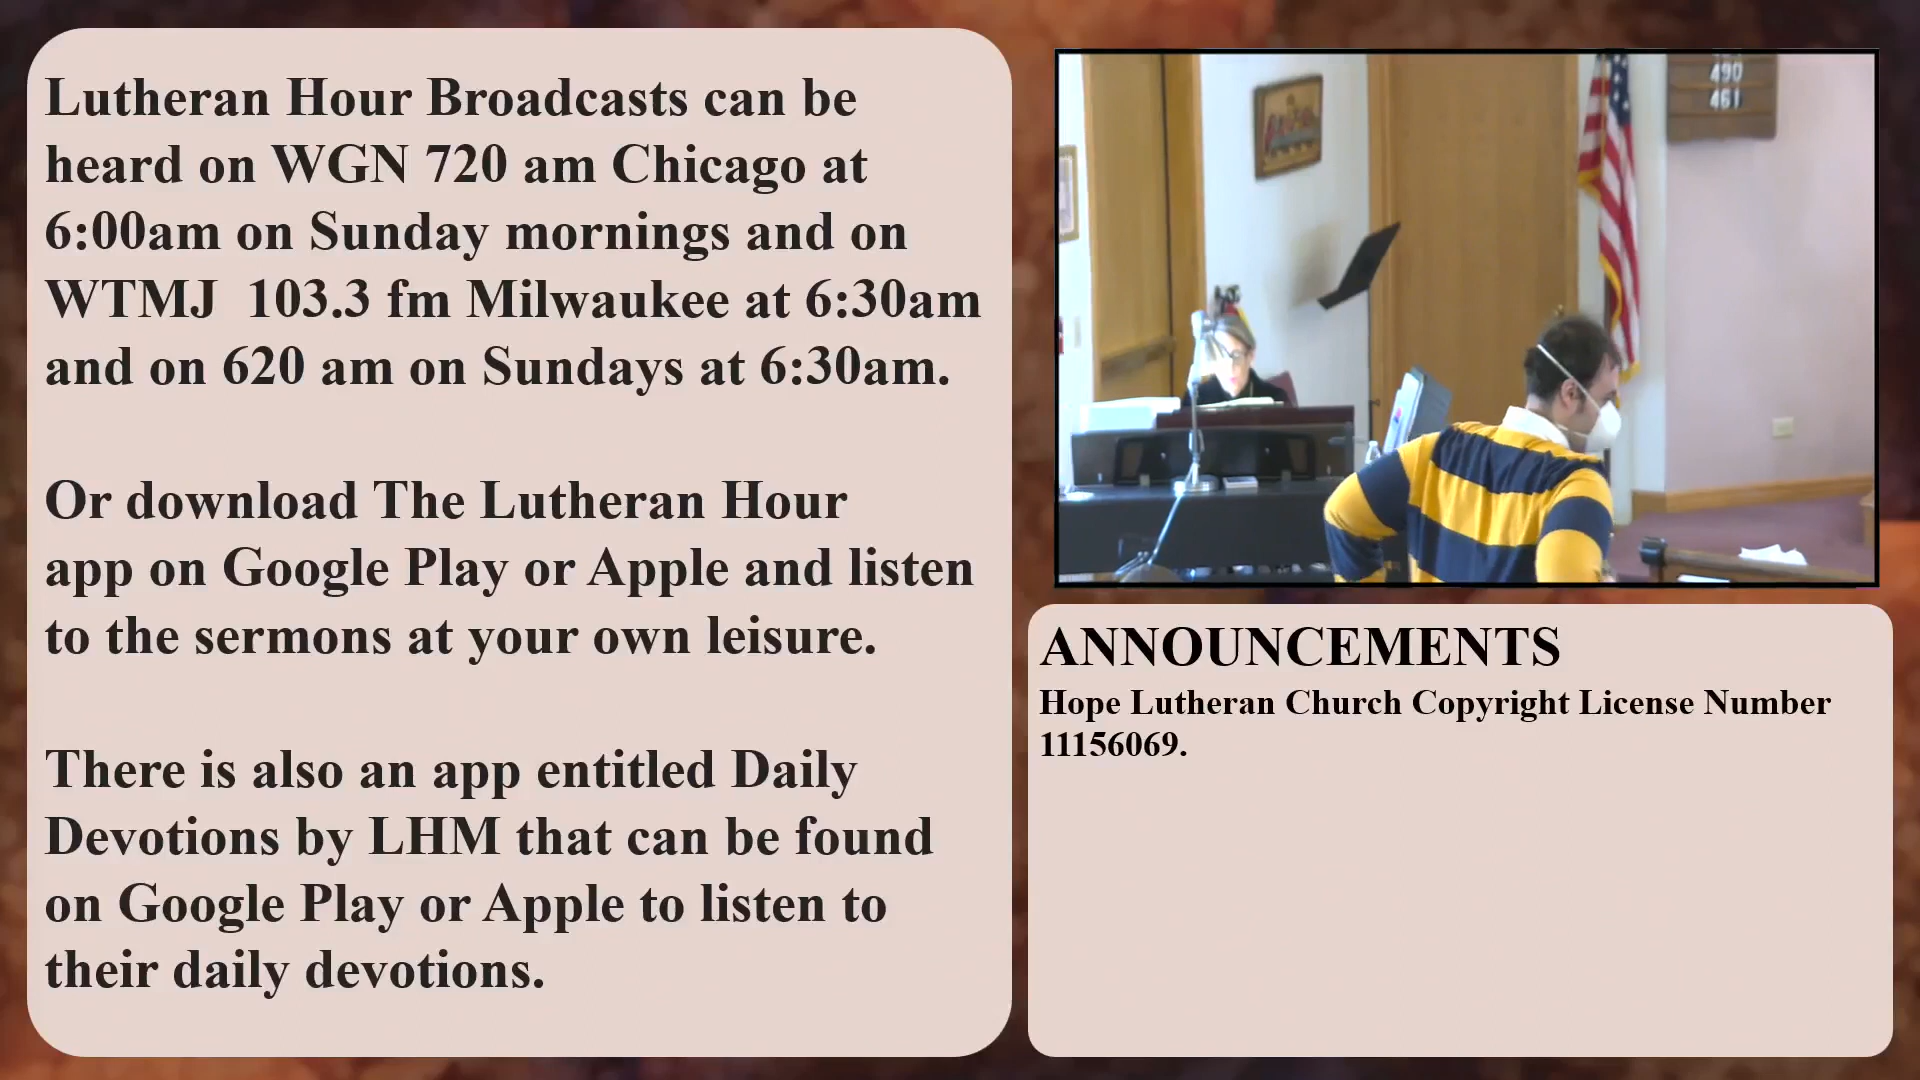 Lutheran Hour Broadcasts can be
heard on WGN 720 am Chicago at
6:00am on Sunday mornings and on
WTMJ  103.3 fm Milwaukee at 6:30am
and on 620 am on Sundays at 6:30am.
Or download The Lutheran Hour
app on Google Play or Apple and listen
to the sermons at your own leisure.
There is also an app entitled Daily
Devotions by LHM that can be found
on Google Play or Apple to listen to
their daily devotions.
490
461
ANNOUNCEMENTS
Hope Lutheran Church Copyright License Number
11156069.